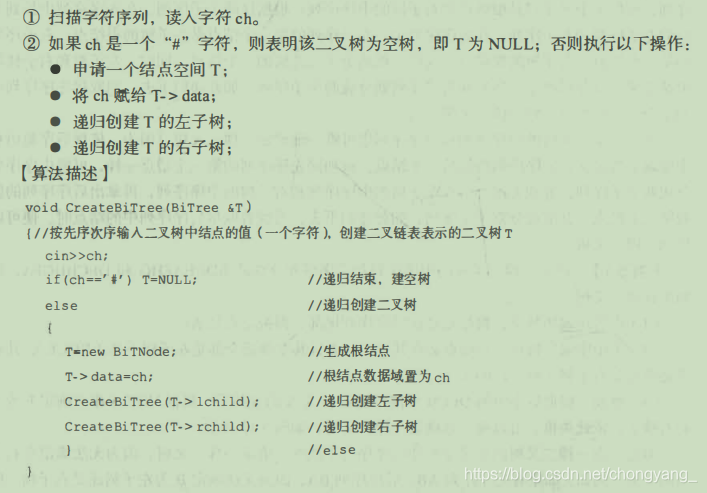 ① 扫描字符序列，读入字符 ch。
② 如果 ch 是一个“#”字符，则表明该二叉树为空树，即 T 为 NULL；否则执行以下操作：
● 申请一个结点空间 T；
● 将 ch 赋给 T-> data；
● 递归创建 T 的左子树；
● 递归创建 T 的右子树；
【算法描述】
void CreateBiTree(BiTree &T)
{//按先序次序输入二叉树中结点的值（一个字符），创建二叉链表表示的二叉树 T
cin>>ch;
if(ch=='#') T=NULL; //递归结束，建空树
else //递归创建二叉树
{
T=new BiTNode; //生成根结点
T-> data=ch; //根结点数据域置为 ch
CreateBiTree(T-> lchild); //递归创建左子树
CreateBiTree(T-> rchild); //递归创建右子树
} //else
}
https://blog.csdn.net/chongyang_